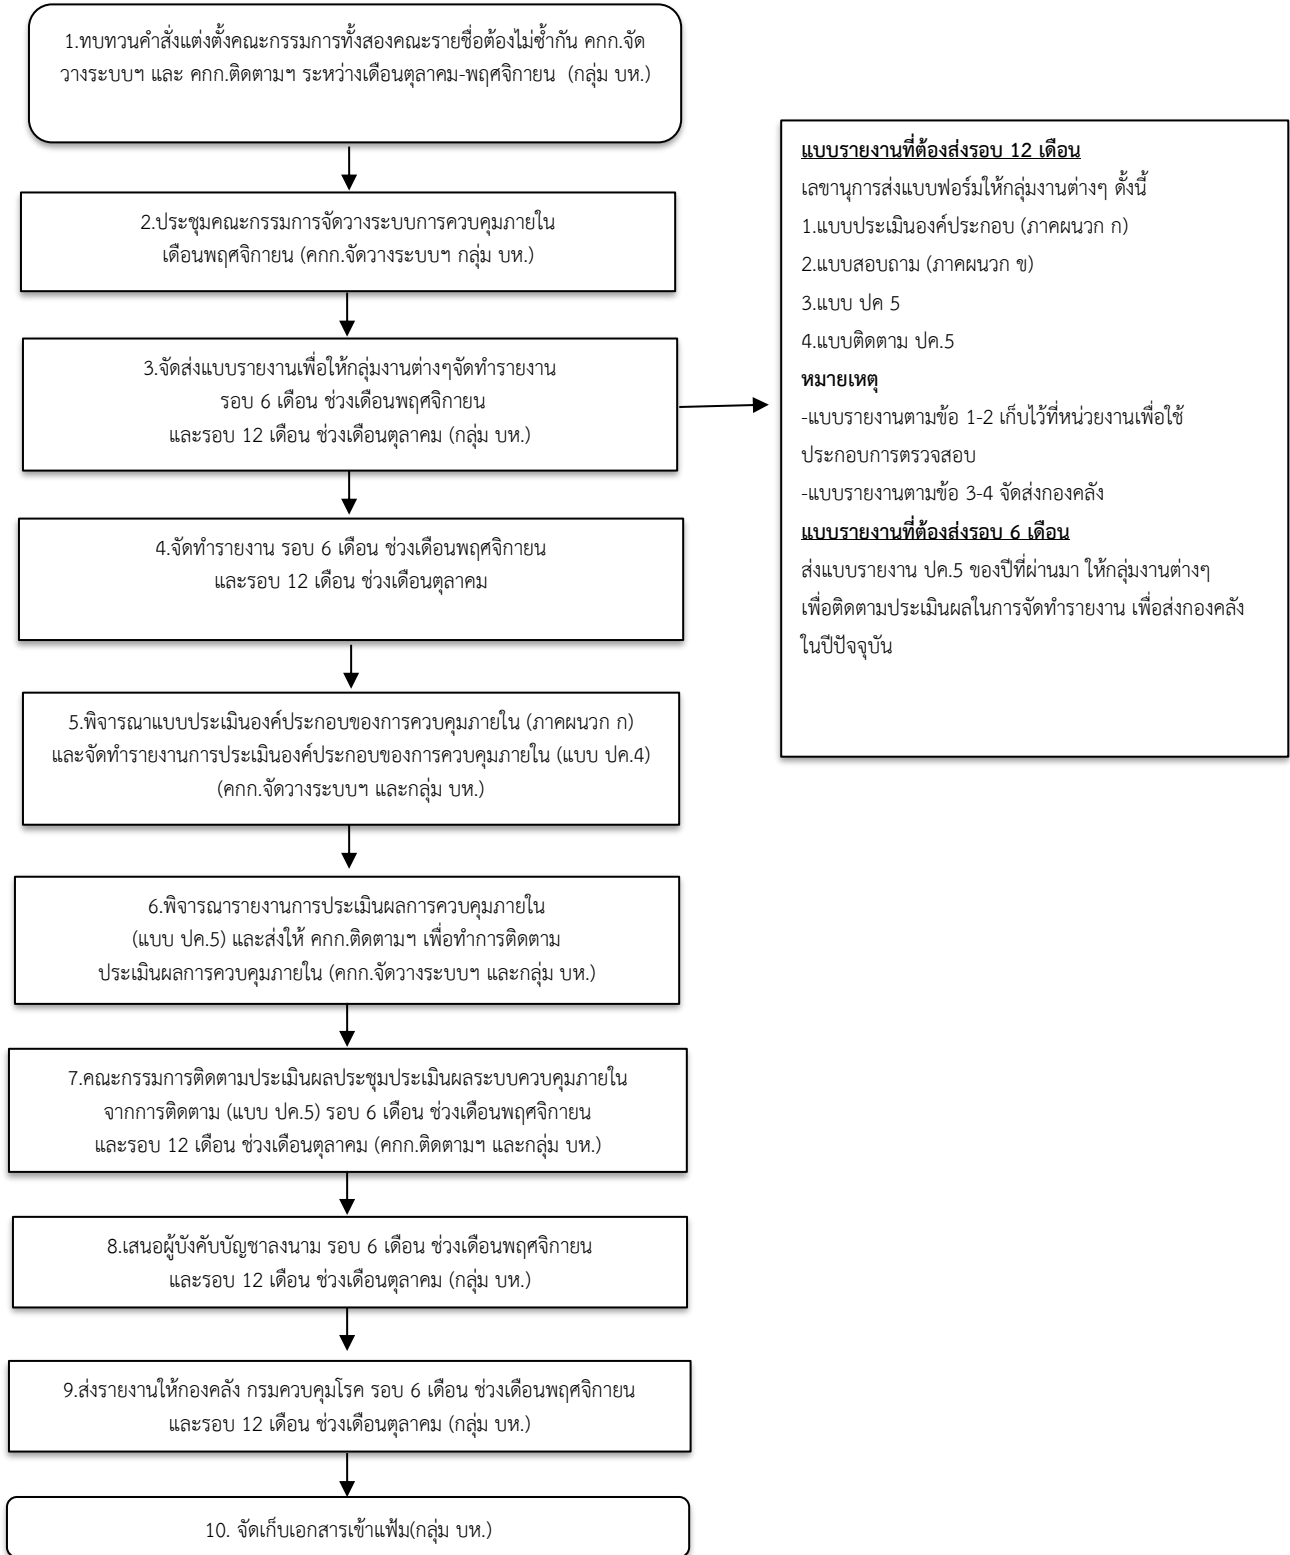 1.ทบทวนคำสั่งแต่งตั้งคณะกรรมการทั้งสองคณะรายชื่อต้องไม่ซ้ำกัน คกก.จัด
วางระบบฯ และ คกก.ติดตามฯ ระหว่างเดือนตุลาคม-พฤศจิกายน (กลุ่ม บห.)
2.ประชุมคณะกรรมการจัดวางระบบการควบคุมภายใน
เดือนพฤศจิกายน (คกก.จัดวางระบบฯ กลุ่ม บห.)
3.จัดส่งแบบรายงานเพื่อให้กลุ่มงานต่างๆจัดทำรายงาน
รอบ 6 เดือน ช่วงเดือนพฤศจิกายน
และรอบ 12 เดือน ช่วงเดือนตุลาคม (กลุ่ม บห.)
แบบรายงานที่ต้องส่งรอบ 12 เดือน
เลขานุการส่งแบบฟอร์มให้กลุ่มงานต่างๆ ดั้งนี้
1.แบบประเมินองค์ประกอบ (ภาคผนวก ก)
2.แบบสอบถาม (ภาคผนวก ข)
3.แบบ ปค 5
4.แบบติดตาม ปค.5
หมายเหตุ
-แบบรายงานตามข้อ 1-2 เก็บไว้ที่หน่วยงานเพื่อใช้
ประกอบการตรวจสอบ
-แบบรายงานตามข้อ 3-4 จัดส่งกองคลัง
แบบรายงานที่ต้องส่งรอบ 6 เดือน
ส่งแบบรายงาน ปค.5 ของปีที่ผ่านมา ให้กลุ่มงานต่างๆ
เพื่อติดตามประเมินผลในการจัดทำรายงาน เพื่อส่งกองคลัง
ในปีปัจจุบัน
4.จัดทำรายงาน รอบ 6 เดือน ช่วงเดือนพฤศจิกายน
และรอบ 12 เดือน ช่วงเดือนตุลาคม
5.พิจารณาแบบประเมินองค์ประกอบของการควบคุมภายใน (ภาคผนวก ก)
และจัดทำรายงานการประเมินองค์ประกอบของการควบคุมภายใน (แบบ ปค.4)
(คกก.จัดวางระบบฯ และกลุ่ม บห.)
6.พิจารณารายงานการประเมินผลการควบคุมภายใน
(แบบ ปค.5) และส่งให้ คกก.ติดตามฯ เพื่อทำการติดตาม
ประเมินผลการควบคุมภายใน (คกก.จัดวางระบบฯ และกลุ่ม บห.)
7.คณะกรรมการติดตามประเมินผลประชุมประเมินผลระบบควบคุมภายใน
จากการติดตาม (แบบ ปค.5) รอบ 6 เดือน ช่วงเดือนพฤศจิกายน
และรอบ 12 เดือน ช่วงเดือนตุลาคม (คกก.ติดตามฯ และกลุ่ม บห.)
8.เสนอผู้บังคับบัญชาลงนาม รอบ 6 เดือน ช่วงเดือนพฤศจิกายน
และรอบ 12 เดือน ช่วงเดือนตุลาคม (กลุ่ม บห.)
9.ส่งรายงานให้กองคลัง กรมควบคุมโรค รอบ 6 เดือน ช่วงเดือนพฤศจิกายน
และรอบ 12 เดือน ช่วงเดือนตุลาคม (กลุ่ม บห.)
10. จัดเก็บเอกสารเข้าแฟ้ม(กลุ่ม บห.)